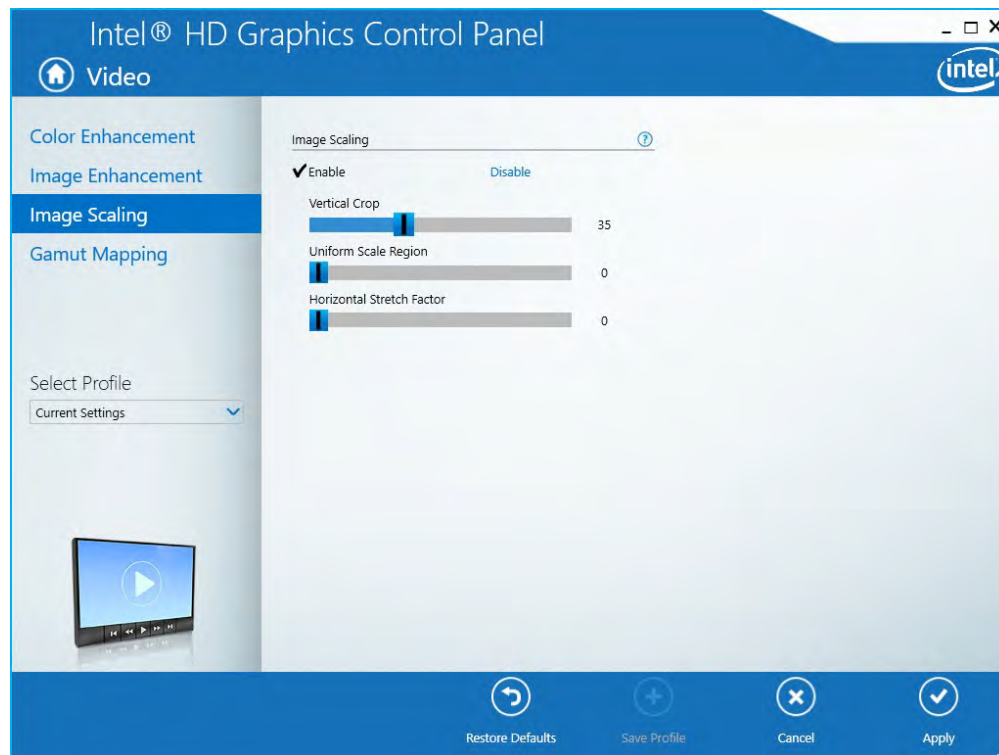 Intel® HD Graphics Control Panel
Video
intel
Color Enhancement
Image Enhancement
Image Scaling
Gamut Mapping
Select Profile
Current Settings
Image Scaling ?
Enable Disable
Vertical Crop
35
Uniform Scale Region
0
Horizontal Stretch Factor
0
Restore Defaults Save Profile Cancel Apply